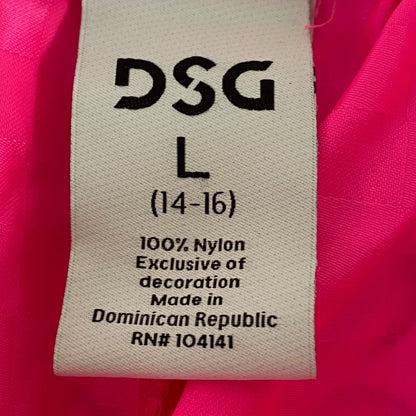 DSG
L
(14-16)
100% Nylon
Exclusive of
decoration
Made in
Dominican Republic
RN# 104141